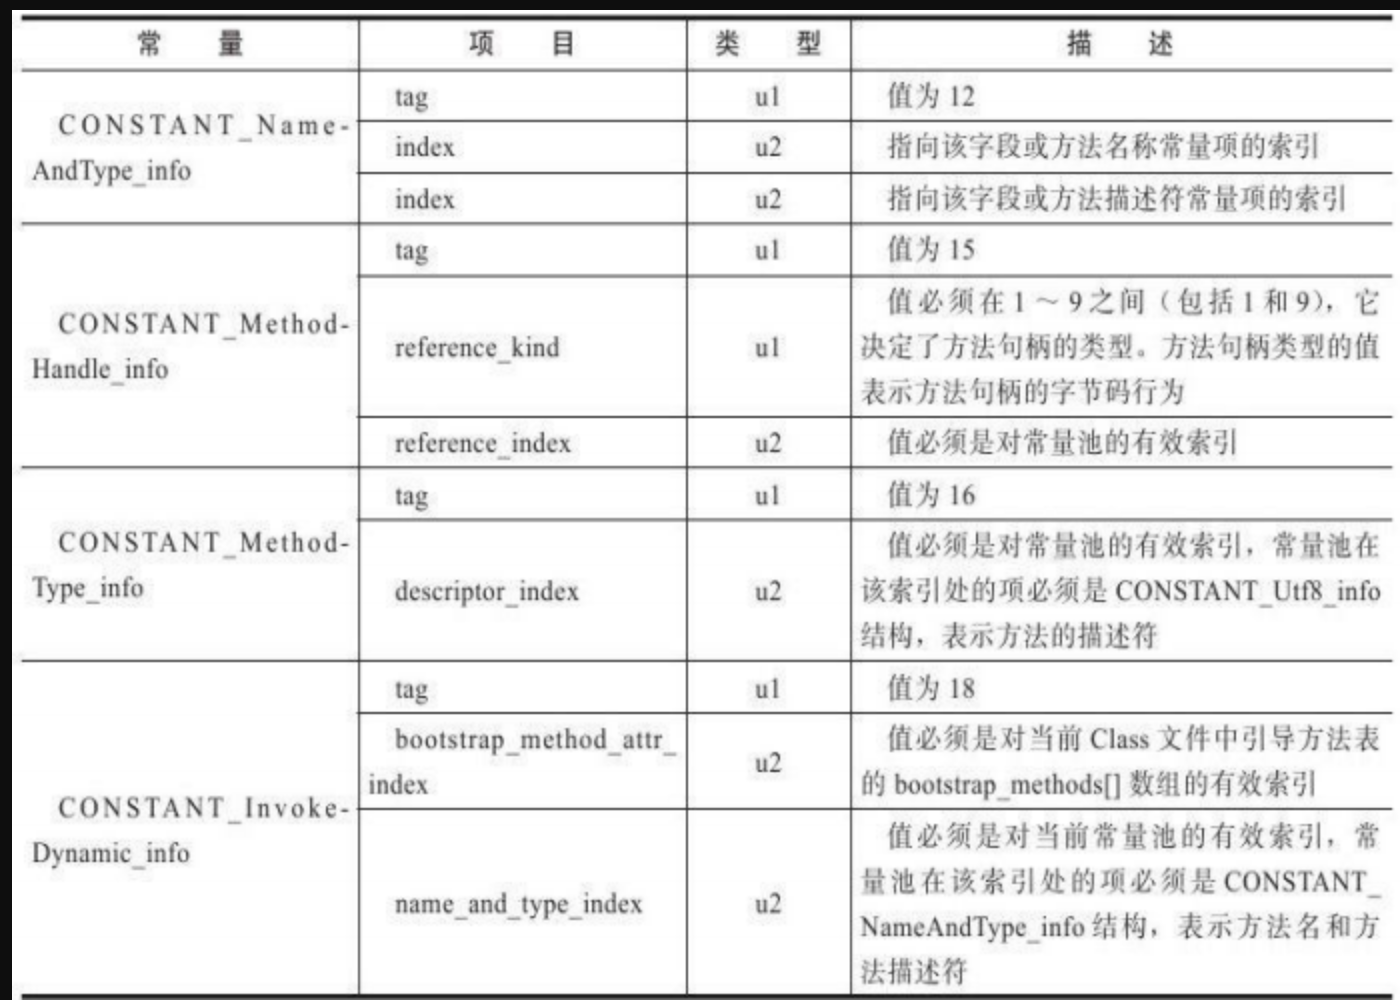 常 量 项 目 类 型 描 述
CONSTANT_Name-
AndType_info
tag u1 值为 12
index u2 指向该字段或方法名称常量项的索引
index u2 指向该字段或方法描述符常量项的索引
CONSTANT_Method-
Handle_info
tag u1 值为 15
reference_kind u1 值必须在 1 ～ 9 之间（包括 1 和 9），它
决定了方法句柄的类型。方法句柄类型的值
表示方法句柄的字节码行为
reference_index u2 值必须是对常量池的有效索引
CONSTANT_Method-
Type_info
tag u1 值为 16
descriptor_index u2 值必须是对常量池的有效索引，常量池在
该索引处的项必须是 CONSTANT_Utf8_info
结构，表示方法的描述符
CONSTANT_Invoke-
Dynamic_info
tag u1 值为 18
bootstrap_method_attr_
index u2 值必须是对当前 Class 文件中引导方法表
的 bootstrap_methods[] 数组的有效索引
name_and_type_index u2 值必须是对当前常量池的有效索引，常
量池在该索引处的项必须是 CONSTANT_
NameAndType_info 结构，表示方法名和方
法描述符